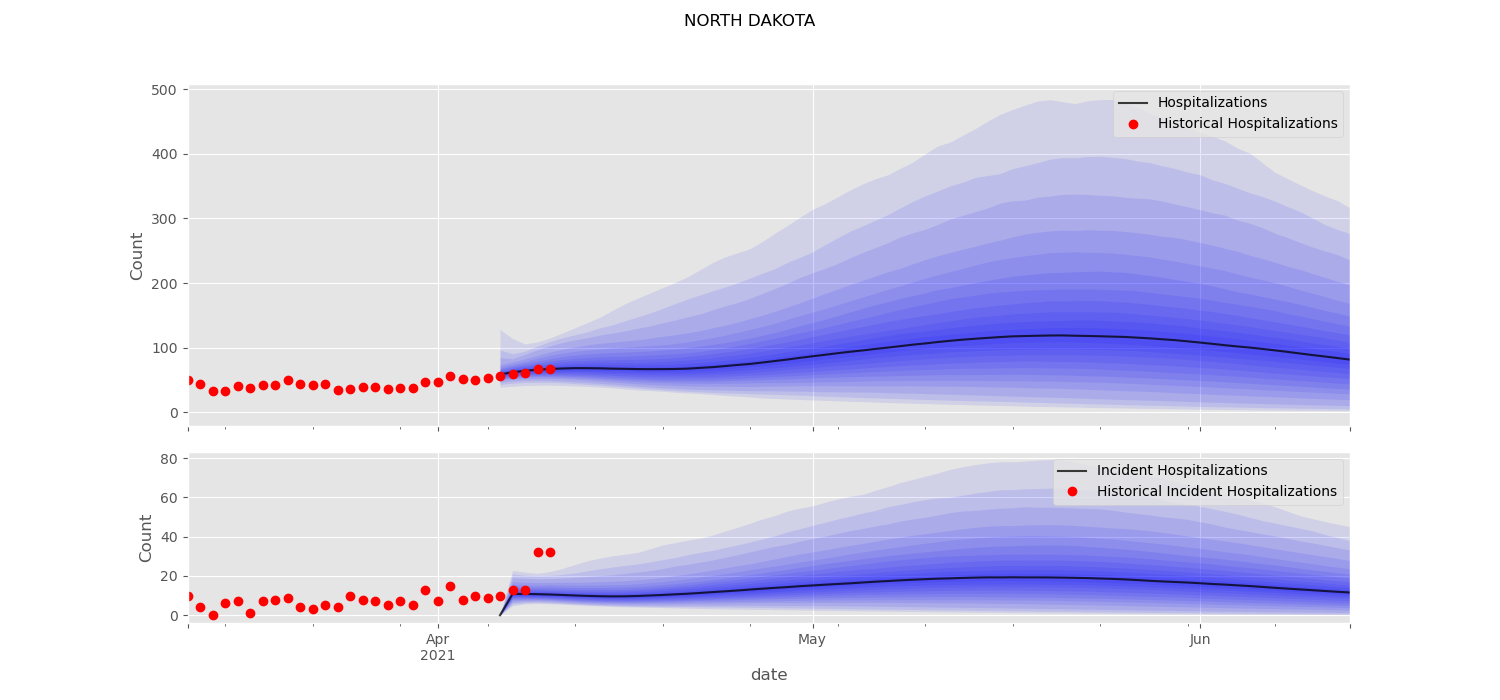 NORTH DAKOTA
500
400
300
200
100
0
Count
Hospitalizations
Historical Hospitalizations
80
60
40
20
0
Count
Incident Hospitalizations
Historical Incident Hospitalizations
Apr
2021
May
Jun
date